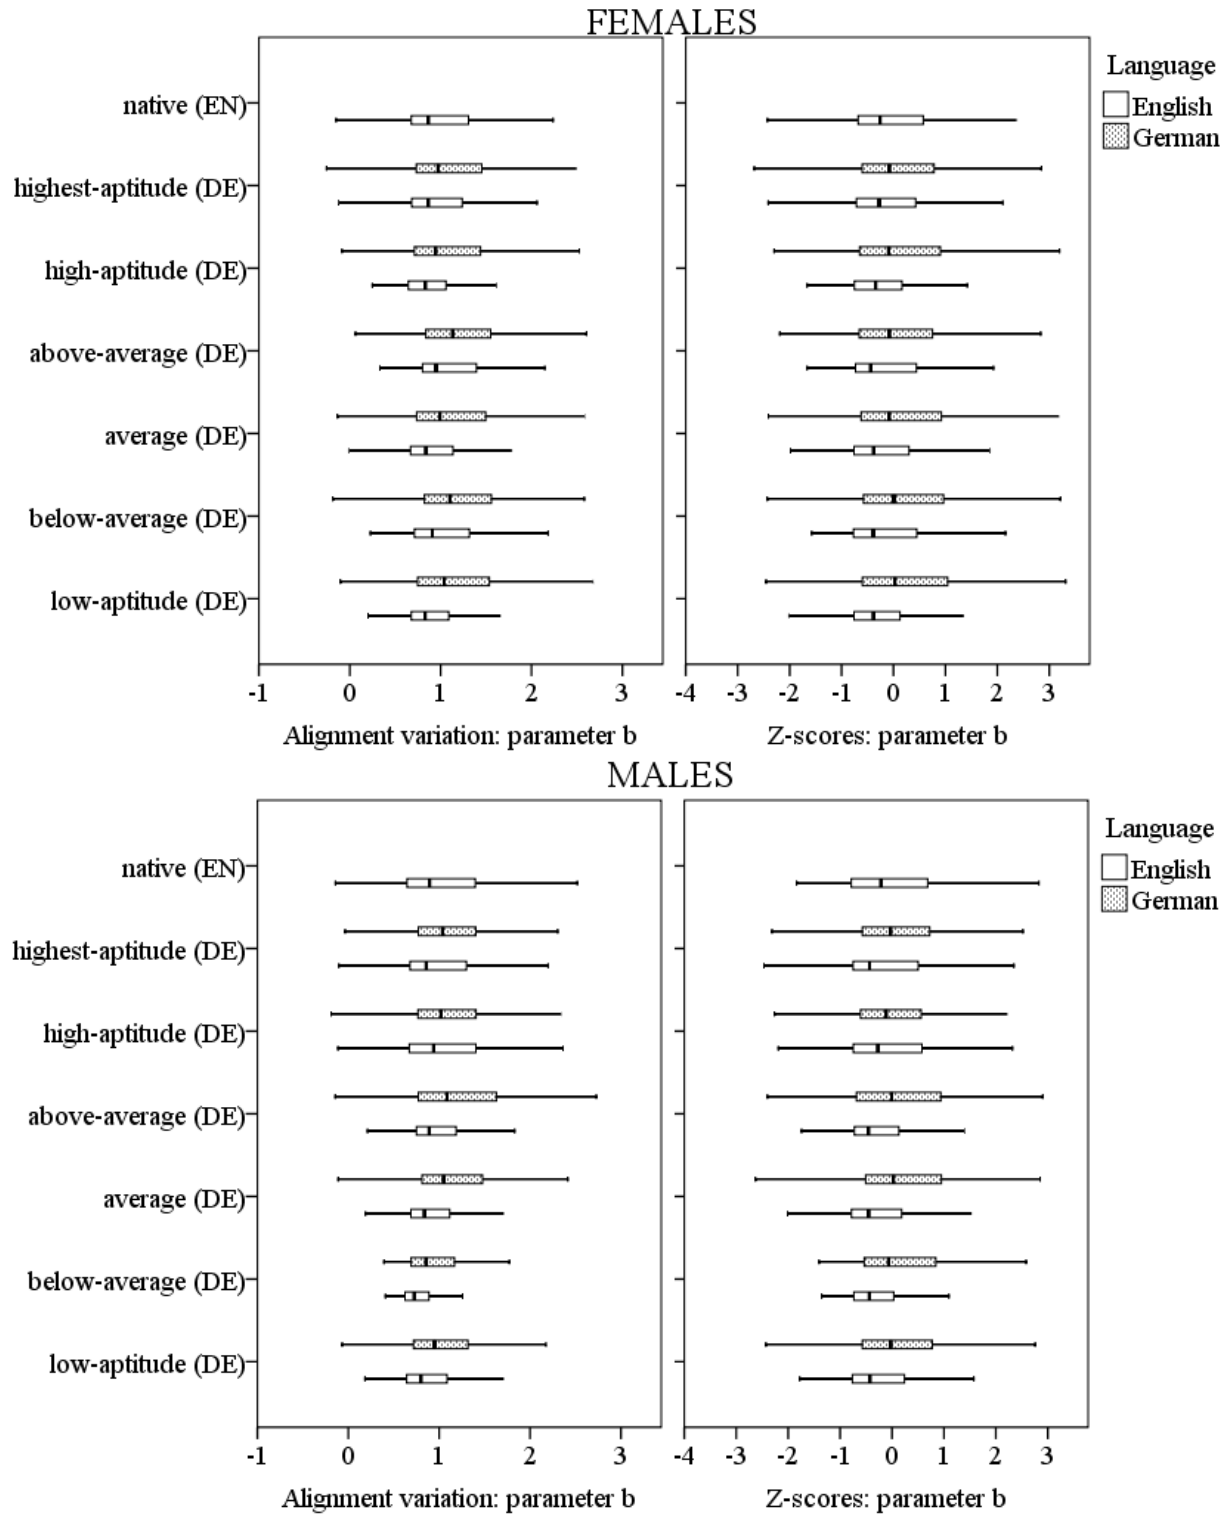 FEMALES
Language
English
German
native (EN)
highest-aptitude (DE)
high-aptitude (DE)
above-average (DE)
average (DE)
below-average (DE)
low-aptitude (DE)
-1 0 1 2 3
-4 -3 -2 -1 0 1 2 3
Alignment variation: parameter b
Z-scores: parameter b
MALES
Language
English
German
native (EN)
highest-aptitude (DE)
high-aptitude (DE)
above-average (DE)
average (DE)
below-average (DE)
low-aptitude (DE)
-1 0 1 2 3
-4 -3 -2 -1 0 1 2 3
Alignment variation: parameter b
Z-scores: parameter b